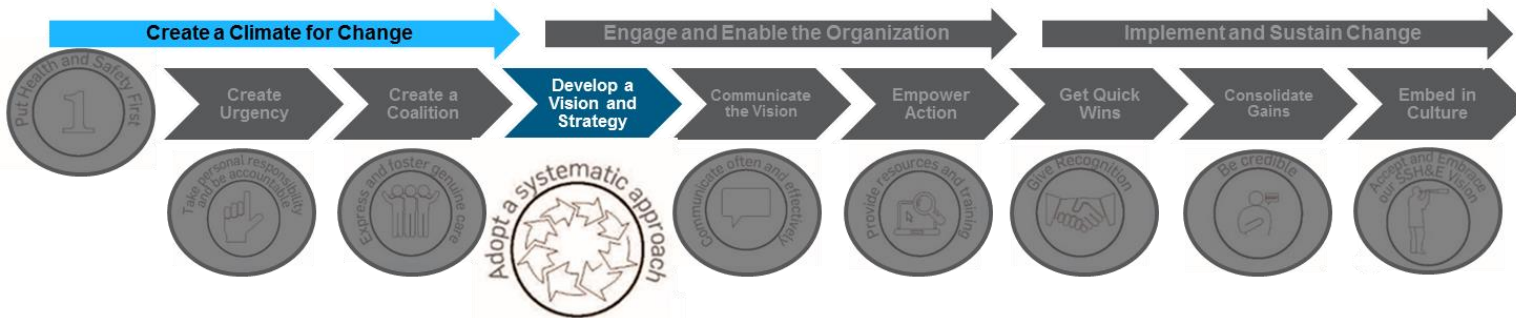 Create a Climate for Change
Engage and Enable the Organization
Implement and Sustain Change
Put Health and Safety First
1
Create
Urgency
Create a
Coalition
Develop a
Vision and
Strategy
Communicate
the Vision
Empower
Action
Get Quick
Wins
Consolidate
Gains
Embed in
Culture
Take personal responsibility
and be accountable
Express and foster genuine care
Adopt a systematic approach
Communicate often and effectively
Provide resources and training
Give Recognition
Be credible
Accept and Embrace
our SSH&E Vision